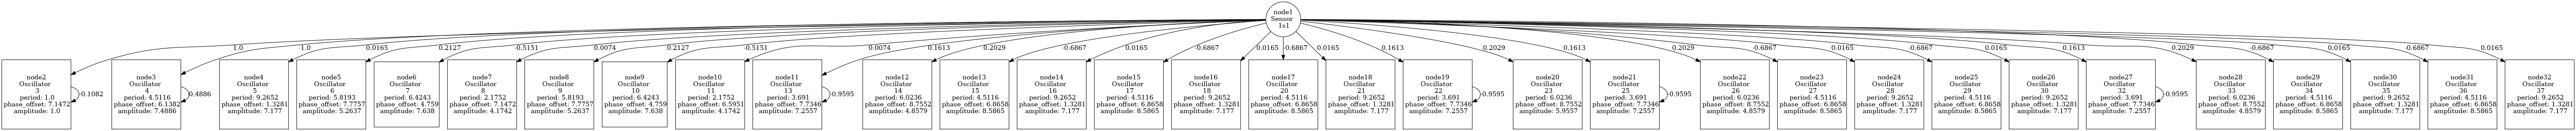 node1
Sensor
1s1
1.0
-1.0
0.0165
0.2127
-0.5151
0.0074
0.2127
-0.5151
0.0074
0.1613
0.2029
-0.6867
0.0165
-0.6867
0.0165
-0.6867
0.0165
0.1613
0.2029
0.1613
0.2029
-0.6867
0.0165
-0.6867
0.0165
0.1613
0.2029
-0.6867
0.0165
-0.6867
0.0165
node2
Oscillator
3
period: 1.0
phase_offset: 7.1472
amplitude: 1.0
-0.1082
node3
Oscillator
4
period: 4.5116
phase_offset: 6.1382
amplitude: 7.4886
0.4886
node4
Oscillator
5
period: 9.2652
phase_offset: 1.3281
amplitude: 7.177
node5
Oscillator
6
period: 5.8193
phase_offset: 7.7757
amplitude: 5.2637
node6
Oscillator
7
period: 6.4243
phase_offset: 4.759
amplitude: 7.638
node7
Oscillator
8
period: 2.1752
phase_offset: 7.1472
amplitude: 4.1742
node8
Oscillator
9
period: 5.8193
phase_offset: 7.7757
amplitude: 5.2637
node9
Oscillator
10
period: 6.4243
phase_offset: 4.759
amplitude: 7.638
node10
Oscillator
11
period: 2.1752
phase_offset: 6.5951
amplitude: 4.1742
node11
Oscillator
13
period: 3.691
phase_offset: 7.7346
amplitude: 7.2557
-0.9595
node12
Oscillator
14
period: 6.0236
phase_offset: 8.7552
amplitude: 4.8579
node13
Oscillator
15
period: 4.5116
phase_offset: 6.8658
amplitude: 8.5865
node14
Oscillator
16
period: 9.2652
phase_offset: 1.3281
amplitude: 7.177
node15
Oscillator
17
period: 4.5116
phase_offset: 6.8658
amplitude: 8.5865
node16
Oscillator
18
period: 9.2652
phase_offset: 1.3281
amplitude: 7.177
node17
Oscillator
20
period: 4.5116
phase_offset: 6.8658
amplitude: 8.5865
node18
Oscillator
21
period: 9.2652
phase_offset: 1.3281
amplitude: 7.177
node19
Oscillator
22
period: 3.691
phase_offset: 7.7346
amplitude: 7.2557
-0.9595
node20
Oscillator
23
period: 6.0236
phase_offset: 8.7552
amplitude: 5.9557
node21
Oscillator
25
period: 3.691
phase_offset: 7.7346
amplitude: 7.2557
-0.9595
node22
Oscillator
26
period: 6.0236
phase_offset: 8.7552
amplitude: 4.8579
node23
Oscillator
27
period: 4.5116
phase_offset: 6.8658
amplitude: 8.5865
node24
Oscillator
28
period: 9.2652
phase_offset: 1.3281
amplitude: 7.177
node25
Oscillator
29
period: 4.5116
phase_offset: 6.8658
amplitude: 8.5865
node26
Oscillator
30
period: 9.2652
phase_offset: 1.3281
amplitude: 7.177
node27
Oscillator
32
period: 3.691
phase_offset: 7.7346
amplitude: 7.2557
-0.9595
node28
Oscillator
33
period: 6.0236
phase_offset: 8.7552
amplitude: 4.8579
node29
Oscillator
34
period: 4.5116
phase_offset: 6.8658
amplitude: 8.5865
node30
Oscillator
35
period: 9.2652
phase_offset: 1.3281
amplitude: 7.177
node31
Oscillator
36
period: 4.5116
phase_offset: 6.8658
amplitude: 8.5865
node32
Oscillator
37
period: 9.2652
phase_offset: 1.3281
amplitude: 7.177